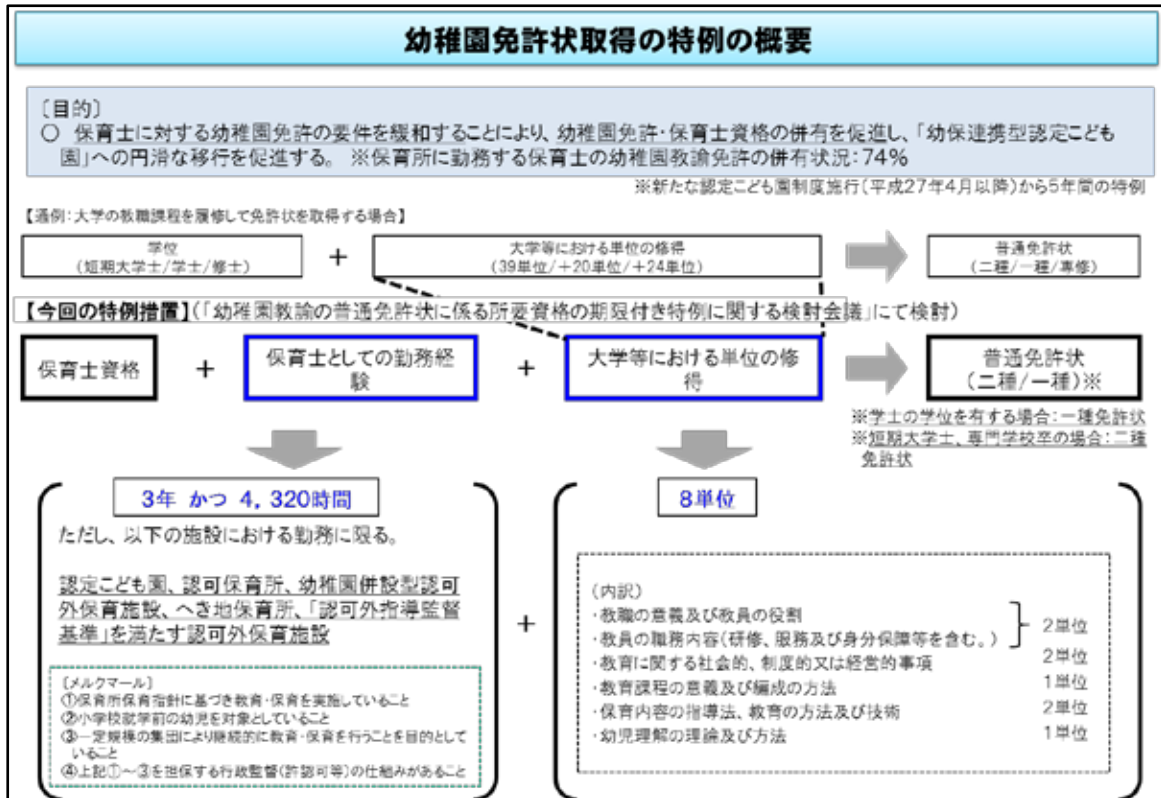 幼稚園免許状取得の特例の概要
〔目的〕
○ 保育士に対する幼稚園免許の要件を緩和することにより、幼稚園免許・保育士資格の併有を促進し、「幼保連携型認定こども
園」への円滑な移行を促進する。 ※保育所に勤務する保育士の幼稚園教諭免許の併有状況:74%
※新たな認定こども園制度施行(平成27年4月以降)から5年間の特例
【通例:大学の教職課程を履修して免許状を取得する場合】
学位
(短期大学士/学士/修士)
+
大学等における単位の修得
(39単位/+20単位/+24単位)
普通免許状
(二種/一種/専修)
【今回の特例措置】(「幼稚園教諭の普通免許状に係る所要資格の期限付き特例に関する検討会議」にて検討)
保育士資格
+
保育士としての勤務経
験
+
大学等における単位の修
得
普通免許状
(二種/一種)※
※学士の学位を有する場合:一種免許状
※短期大学士、専門学校卒の場合:二種
免許状
3年 かつ 4,320時間
ただし、以下の施設における勤務に限る。
認定こども園、認可保育所、幼稚園併設型認可
外保育施設、へき地保育所、「認可外指導監督
基準」を満たす認可外保育施設
〔メルクマール〕
①保育所保育指針に基づき教育・保育を実施していること
②小学校就学前の幼児を対象としていること
③一定規模の集団により継続的に教育・保育を行うことを目的として
いること
④上記①~③を担保する行政監督(許認可等)の仕組みがあること
+
8単位
(内訳)
・教職の意義及び教員の役割
・教員の職務内容(研修、服務及び身分保障等を含む。) 2単位
・教育に関する社会的、制度的又は経営的事項 2単位
・教育課程の意義及び編成の方法 1単位
・保育内容の指導法、教育の方法及び技術 2単位
・幼児理解の理論及び方法 1単位